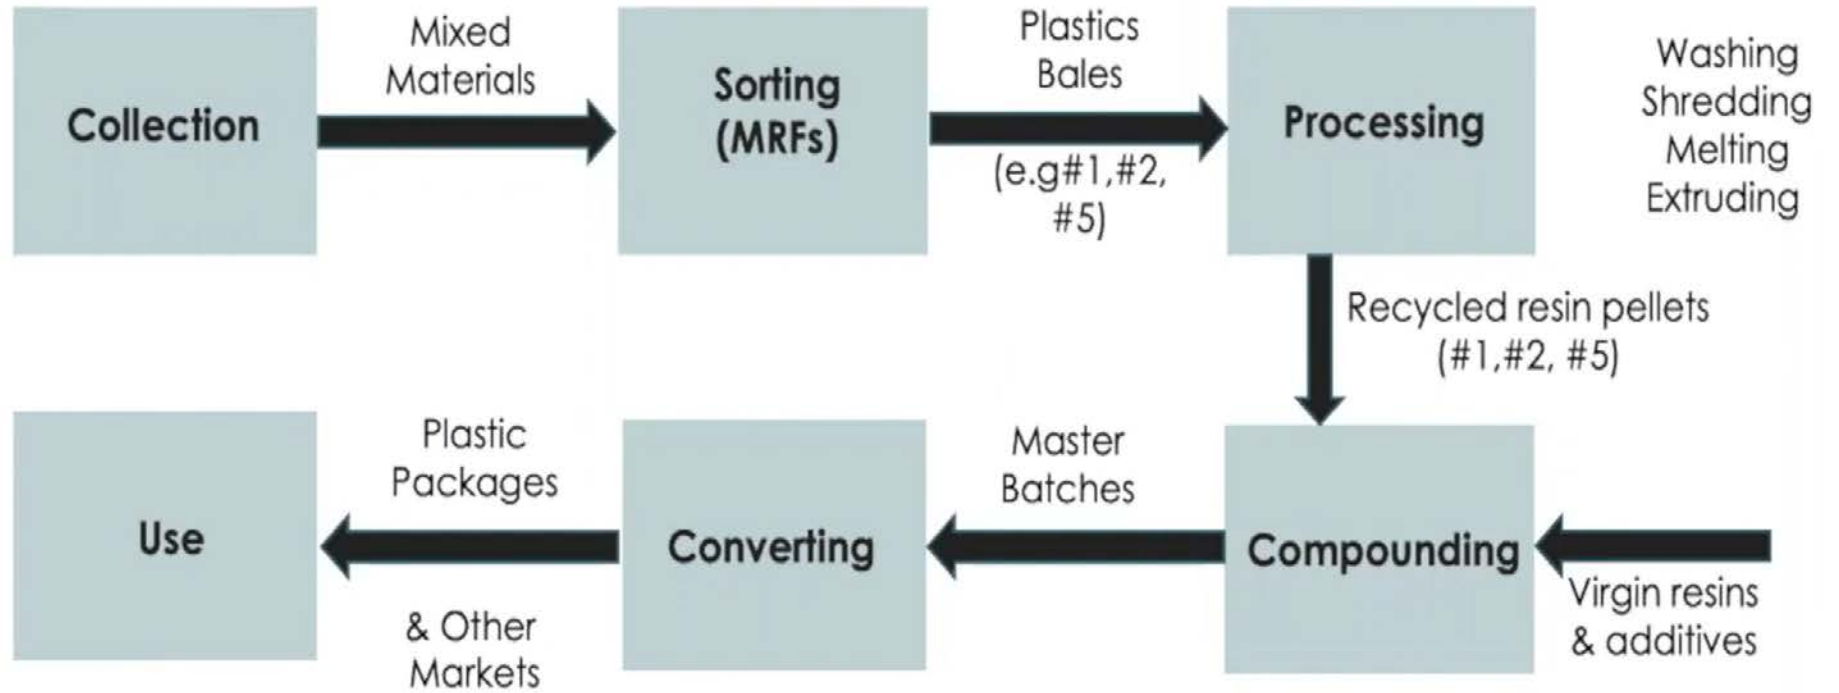 Collection
Mixed
Materials
Sorting
(MRFs)
Plastics
Bales
(e.g#1,#2,
#5)
Processing
Washing
Shredding
Melting
Extruding
Recycled resin pellets
(#1,#2, #5)
Use
Plastic
Packages
& Other
Markets
Converting
Master
Batches
Compounding
Virgin resins
& additives